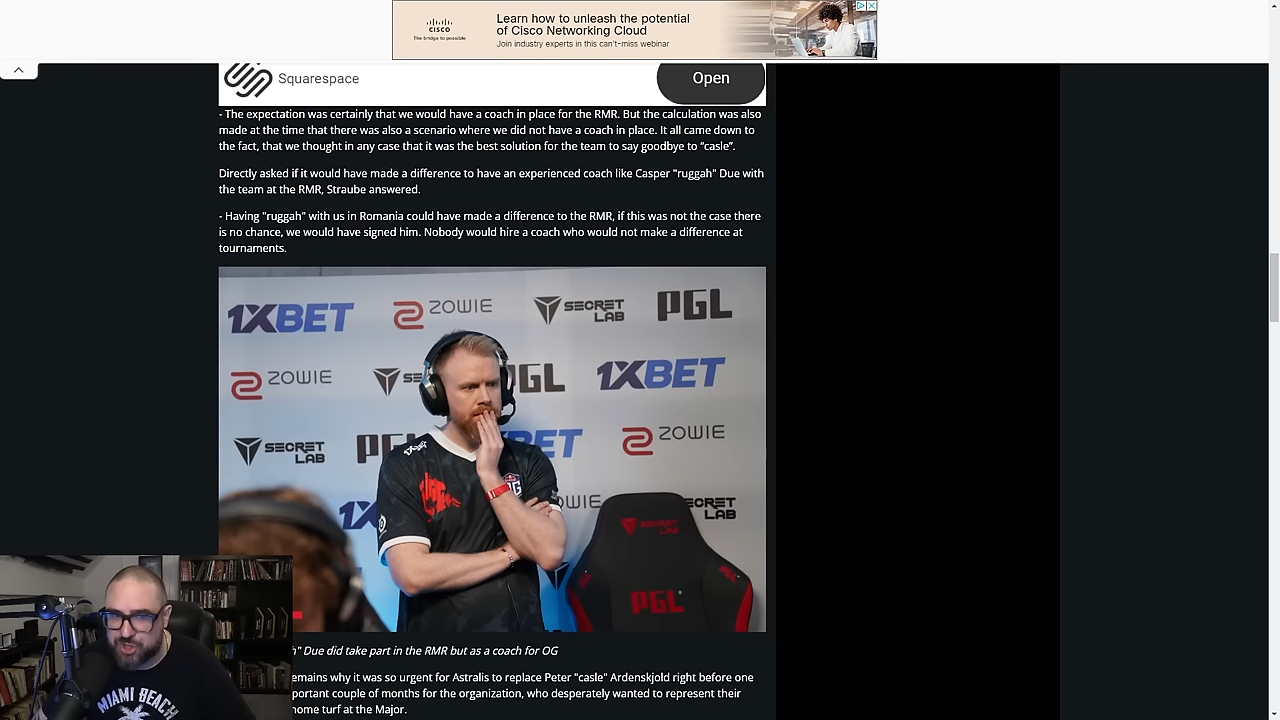 CISCO
The bridge to possible
Learn how to unleash the potential
of Cisco Networking Cloud
Join industry experts in this can't-miss webinar
Squarespace
Open
- The expectation was certainly that we would have a coach in place for the RMR. But the calculation was also
made at the time that there was also a scenario where we did not have a coach in place. It all came down to
the fact, that we thought in any case that it was the best solution for the team to say goodbye to “casle”.
Directly asked if it would have made a difference to have an experienced coach like Casper "ruggah" Due with
the team at the RMR, Straube answered.
- Having "ruggah" with us in Romania could have made a difference to the RMR, if this was not the case there
is no chance, we would have signed him. Nobody would hire a coach who would not make a difference at
tournaments.
1XBET ZOWIE SECRET LAB PGL
ZOWIE PGL 1XBET
SECRET LAB ZOWIE
SECRET LAB
PGL
MIAMI BEACH
" Due did take part in the RMR but as a coach for OG
emains why it was so urgent for Astralis to replace Peter "casle" Ardenskjold right before one
portant couple of months for the organization, who desperately wanted to represent their
home turf at the Major.